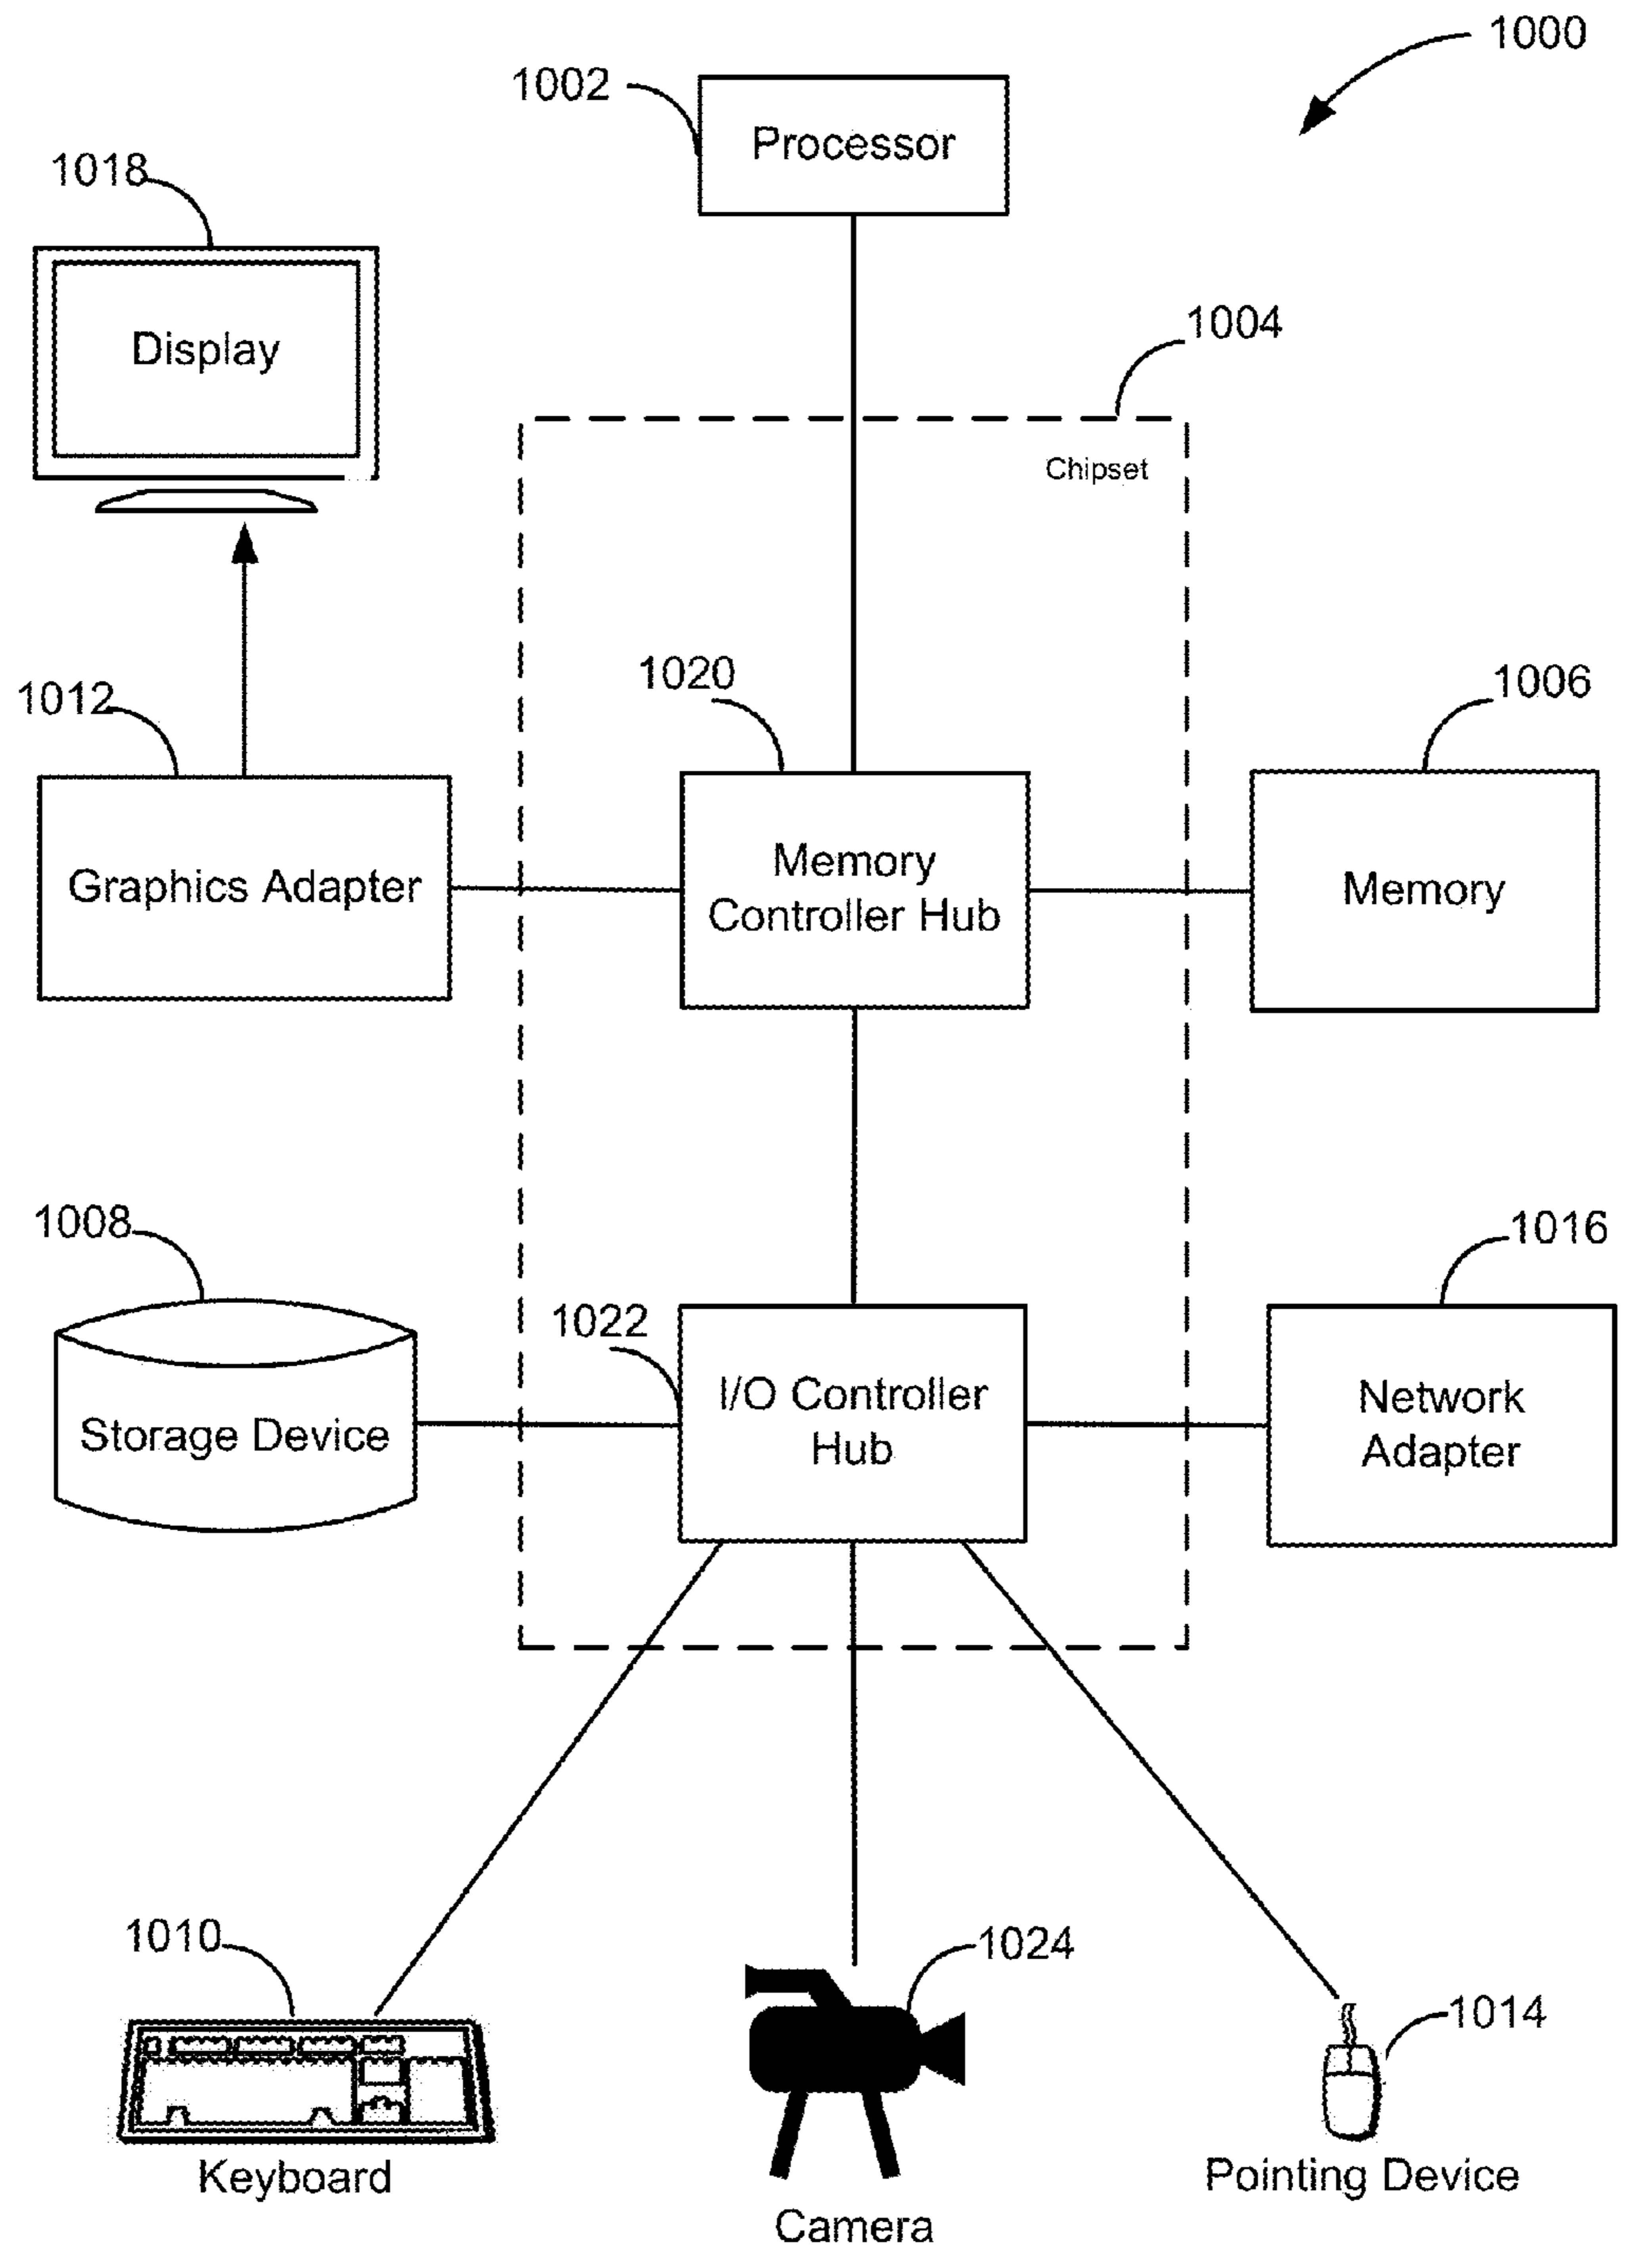 1000
1002
Processor
1018
Display
1004
Chipset
1020
1012
1006
Graphics Adapter
Memory
Controller Hub
Memory
1008
1022
1016
Storage Device
I/O Controller
Hub
Network
Adapter
1010
1024
1014
Keyboard
Camera
Pointing Device